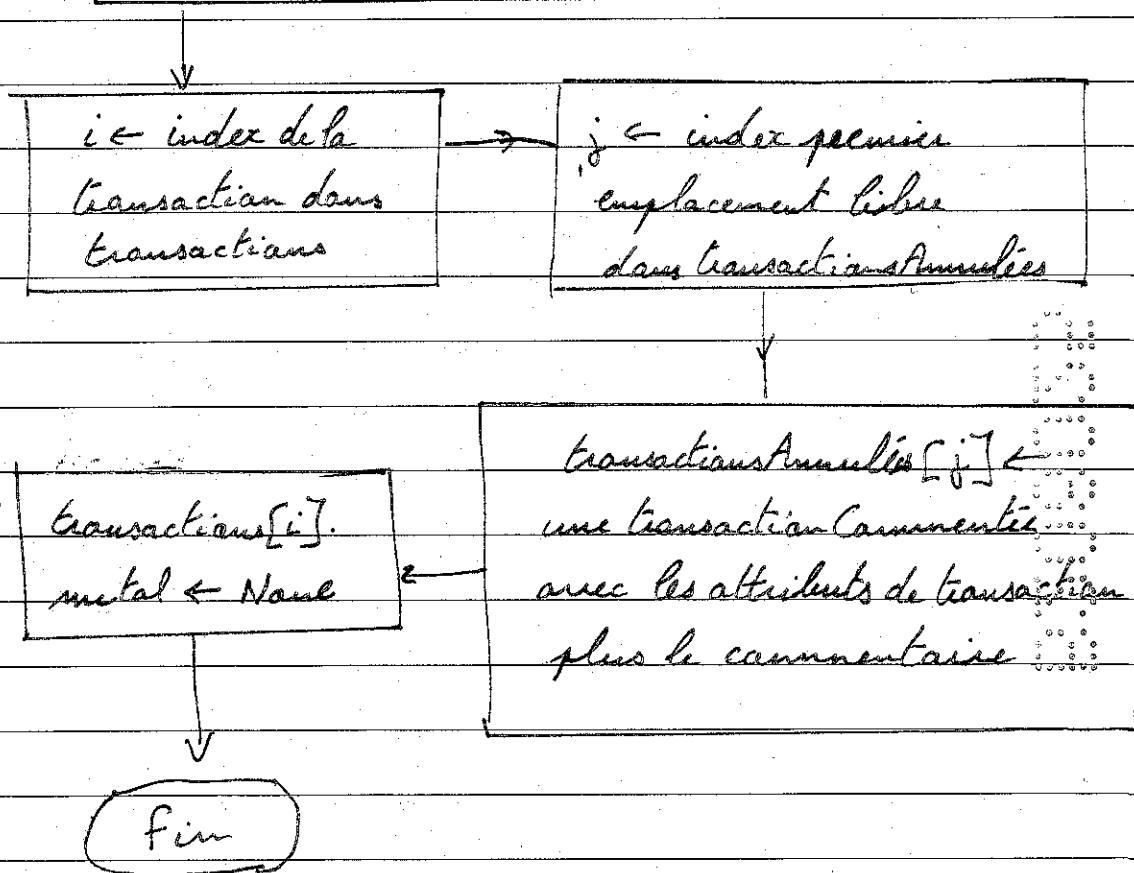 i ← index de la
transaction dans
transactions
j ← index premier
emplacement libre
dans transactionsAnnulées
transactionsAnnulées[j] ←
une transactionCommentée
avec les attributs de transaction
plus le commentaire
transactions[i].
metal ← None
Fin